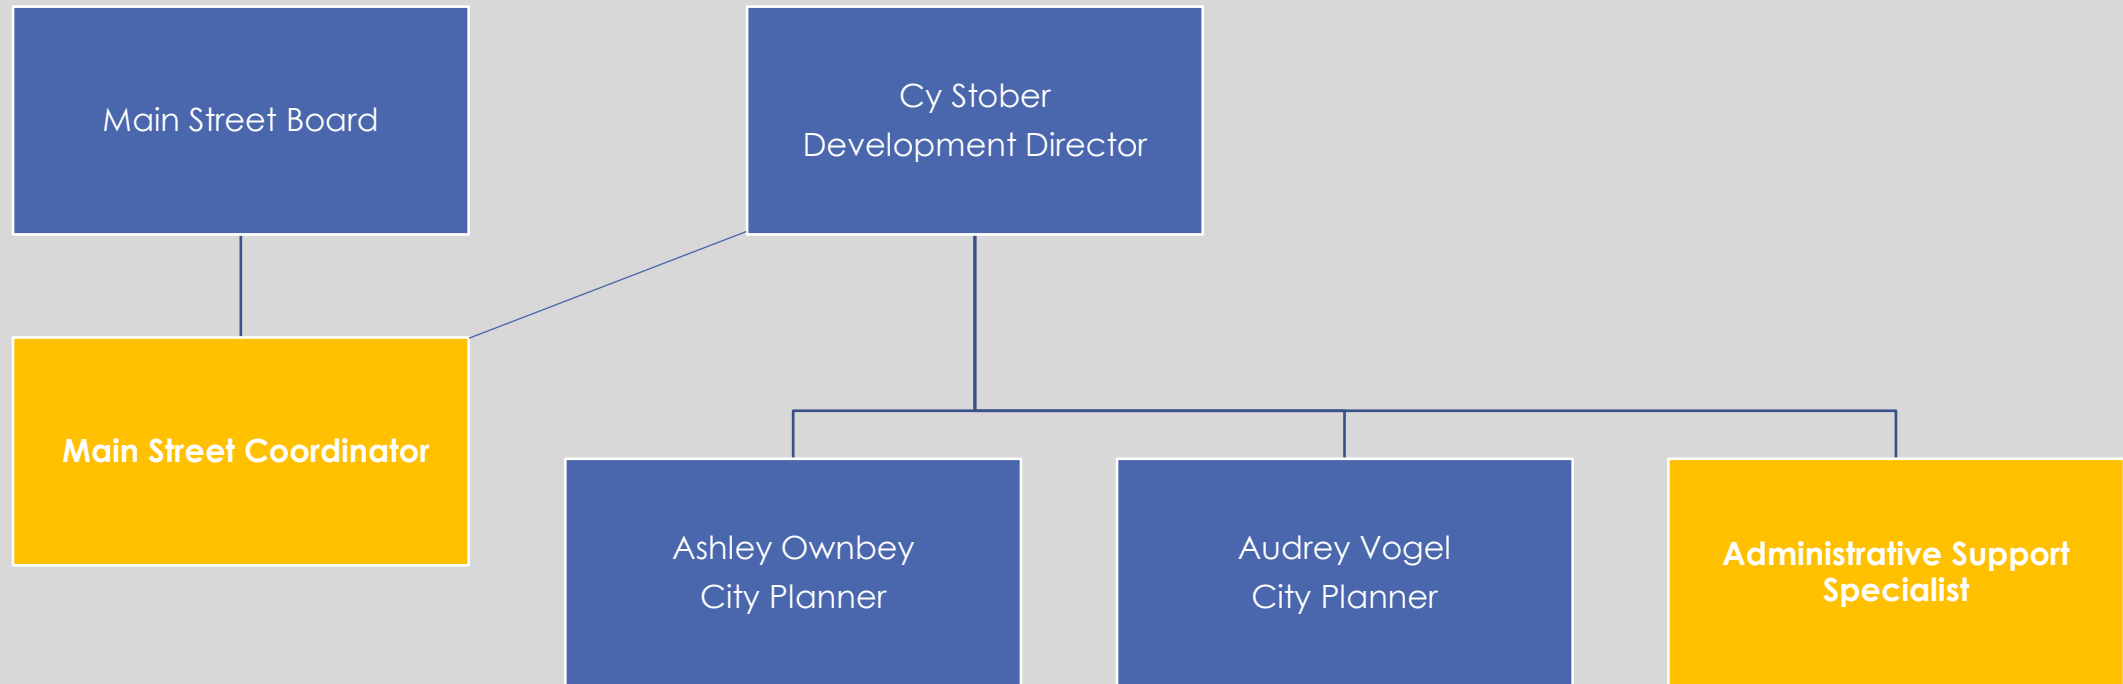 Main Street Board
Cy Stober
Development Director
Main Street Coordinator
Ashley Ownbey
City Planner
Audrey Vogel
City Planner
Administrative Support
Specialist